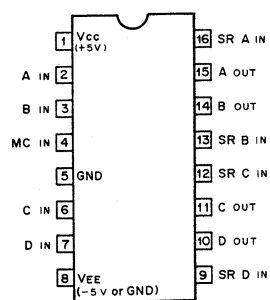 1 VCC (+5V)
16 SR A IN
A IN 2
15 A OUT
B IN 3
14 B OUT
MC IN 4
13 SR B IN
5 GND
12 SR C IN
C IN 6
11 C OUT
D IN 7
10 D OUT
8 VEE (-5V or GND)
9 SR D IN